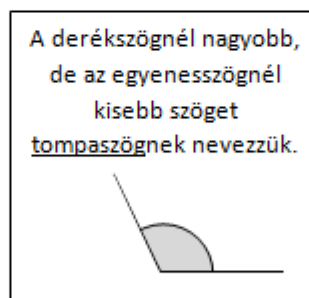 A derékszögnél nagyobb,
de az egyenesszögnél
kisebb szöget
tompaszögnek nevezzük.